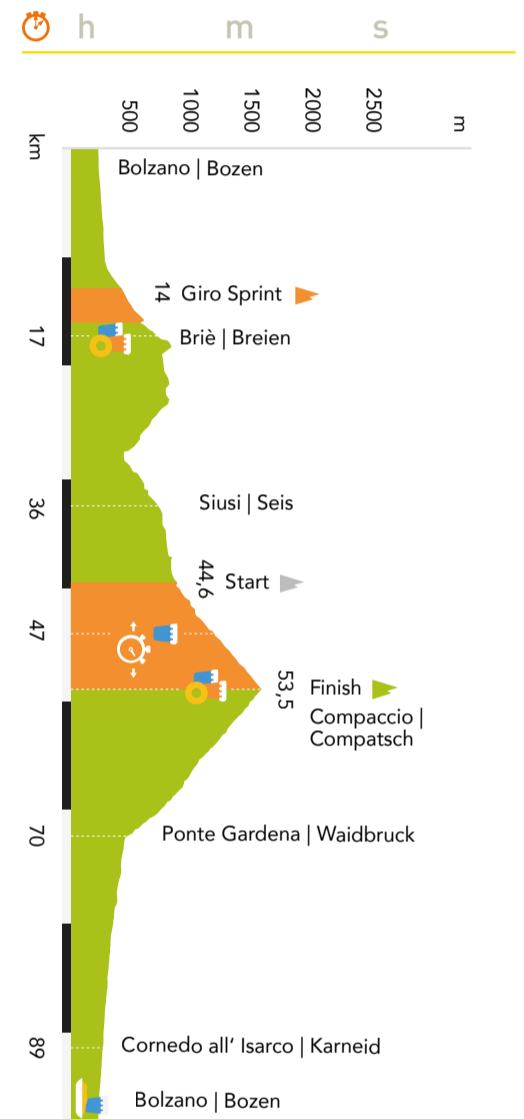 h m s
500 1000 1500 2000 2500 m
km
Bolzano | Bozen
14 Giro Sprint
17 Briè | Breien
36 Siusi | Seis
44,6 Start
47
53,5 Finish
Compaccio |
Compatsch
70 Ponte Gardena | Waidbruck
89 Cornedo all' Isarco | Karneid
Bolzano | Bozen